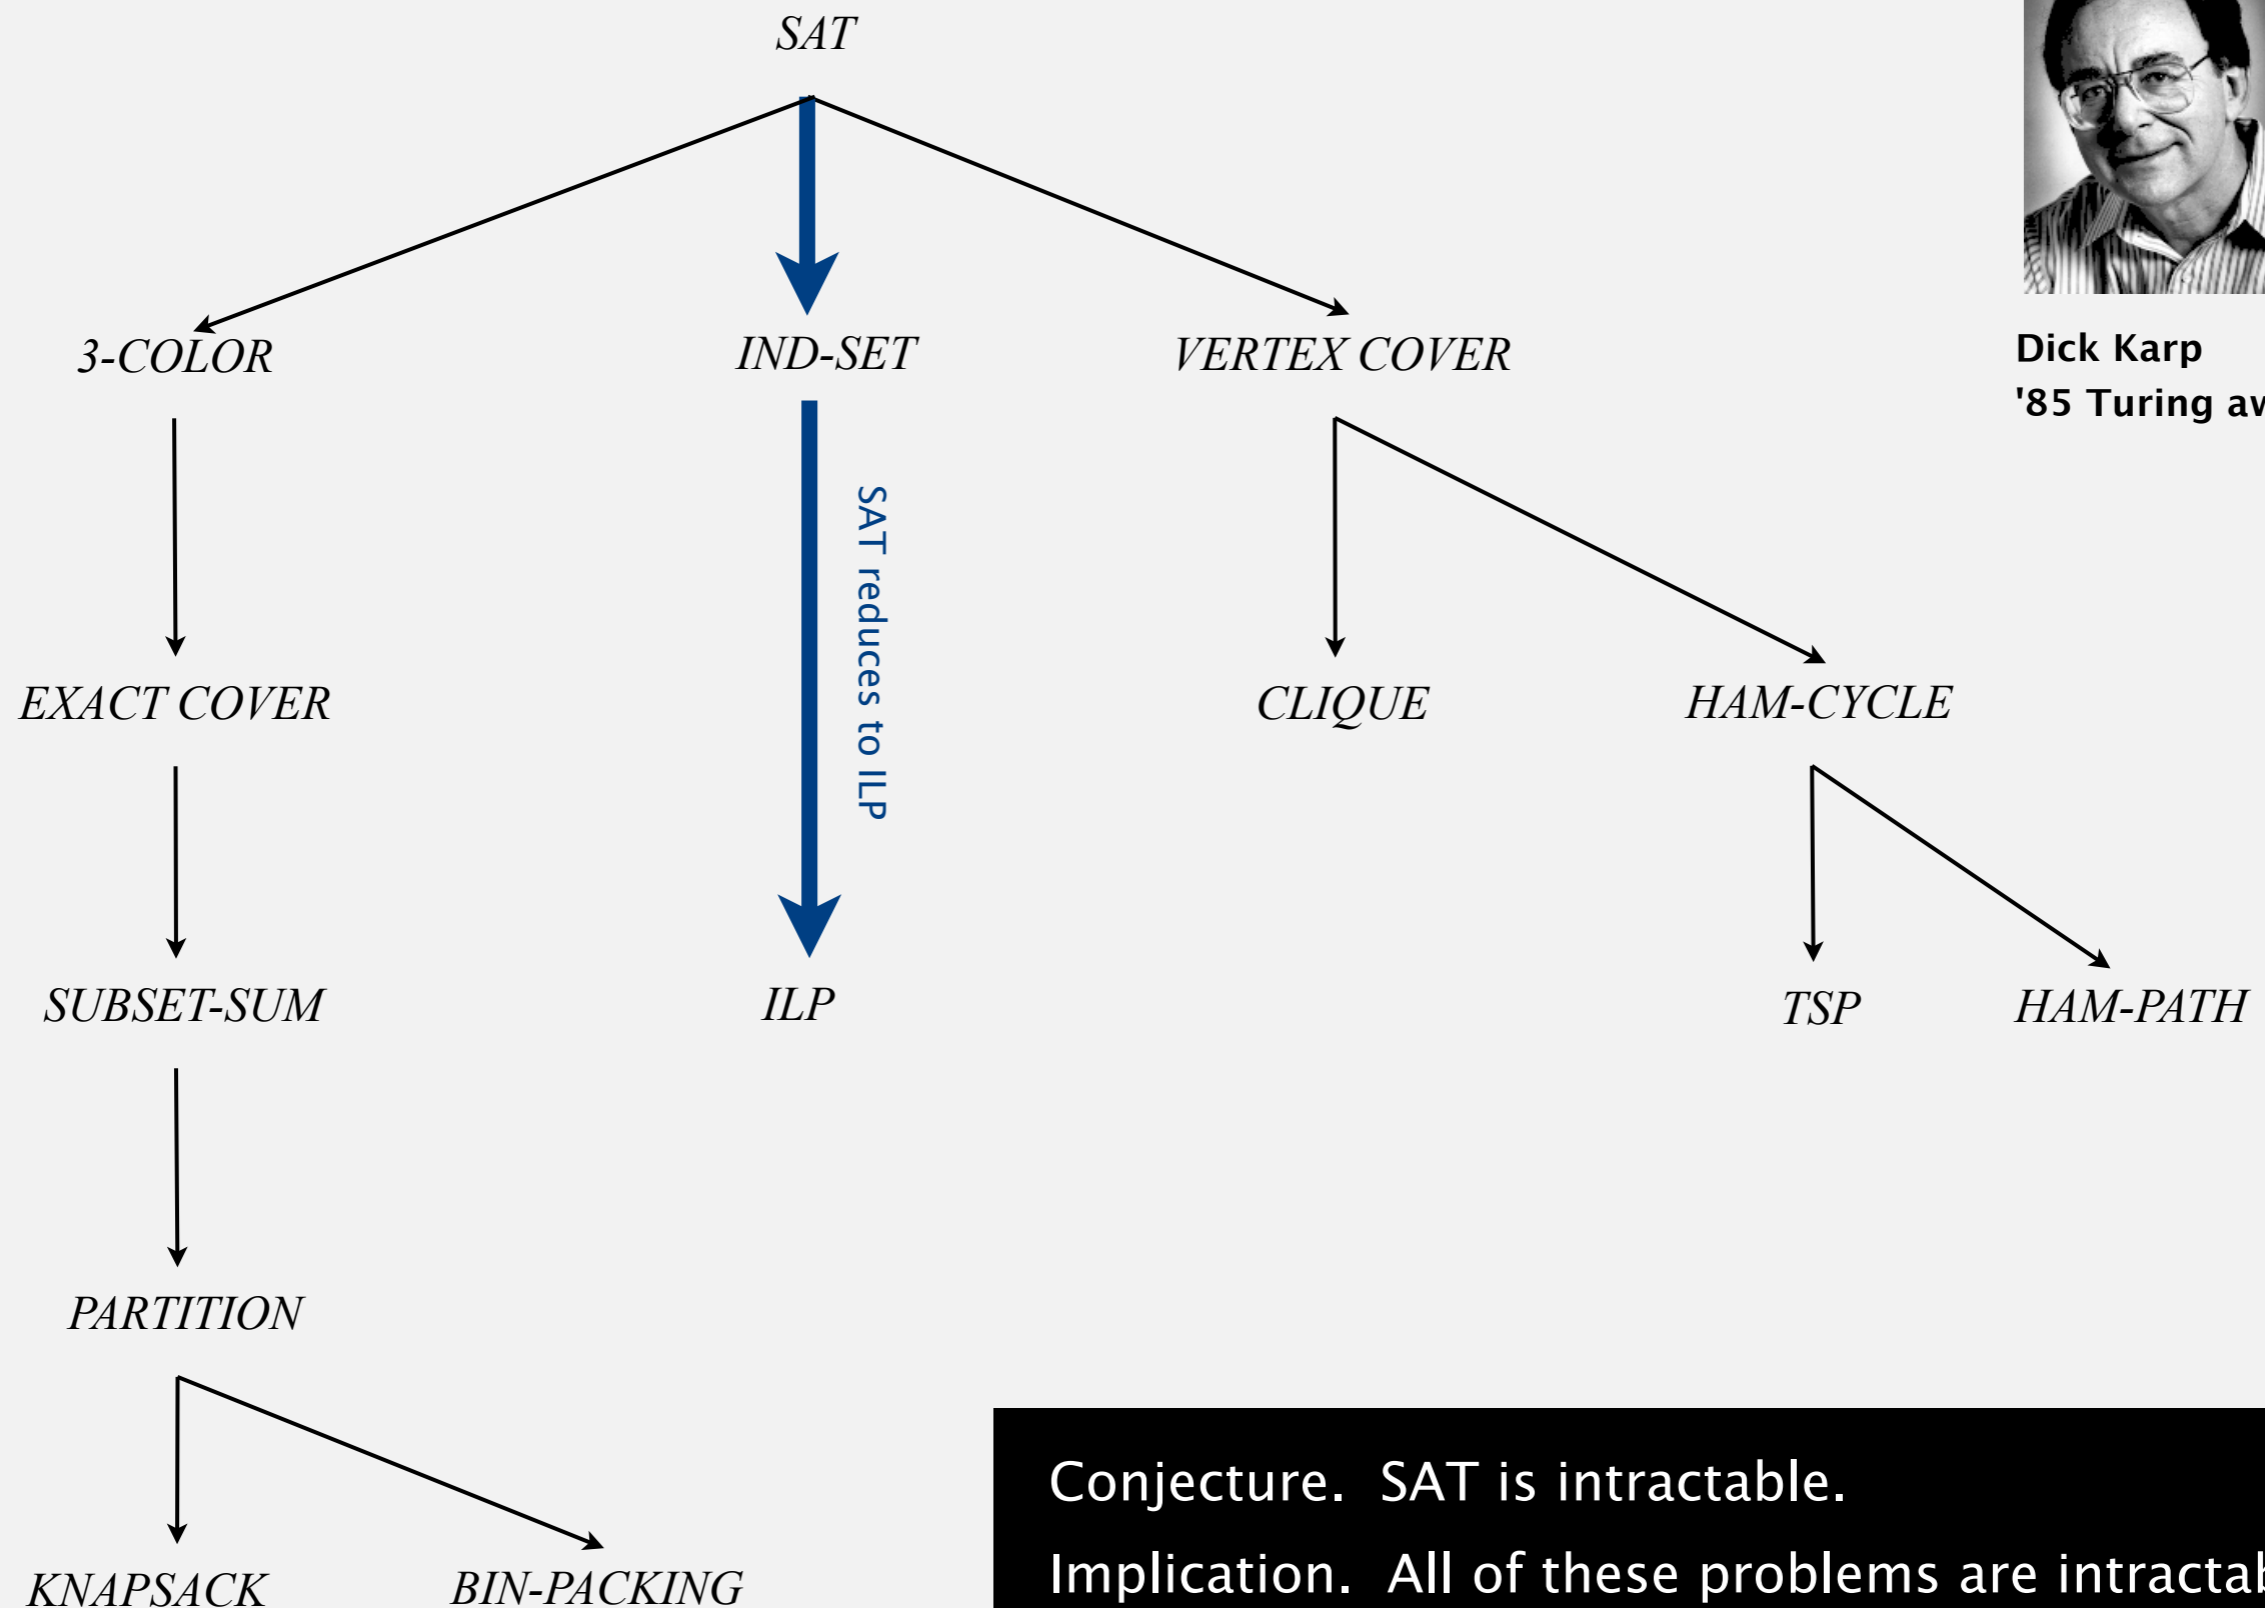 SAT
3-COLOR
IND-SET
VERTEX COVER
Dick Karp
'85 Turing
SAT reduces to ILP
EXACT COVER
CLIQUE
HAM-CYCLE
SUBSET-SUM
ILP
TSP
HAM-PATH
PARTITION
Conjecture. SAT is intractable.
Implication. All of these problems are
KNAPSACK
BIN-PACKING